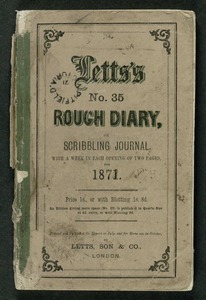 Letts's
No. 35
ROUGH DIARY,
OR
SCRIBBLING JOURNAL,
WITH A WEEK IN EACH OPENING OF TWO PAGES,
FOR
1871.
Price 1s., or with Blotting 1s. 6d.
LETTS, SON & CO.,
LONDON.